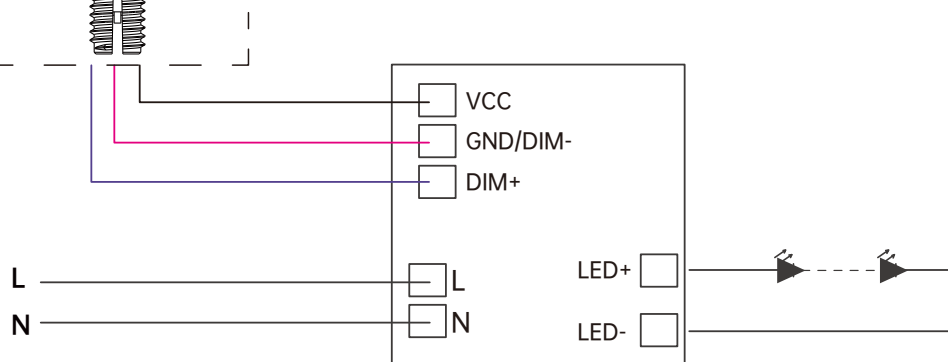 VCC
GND/DIM-
DIM+
L
L
N
N
LED+
LED-